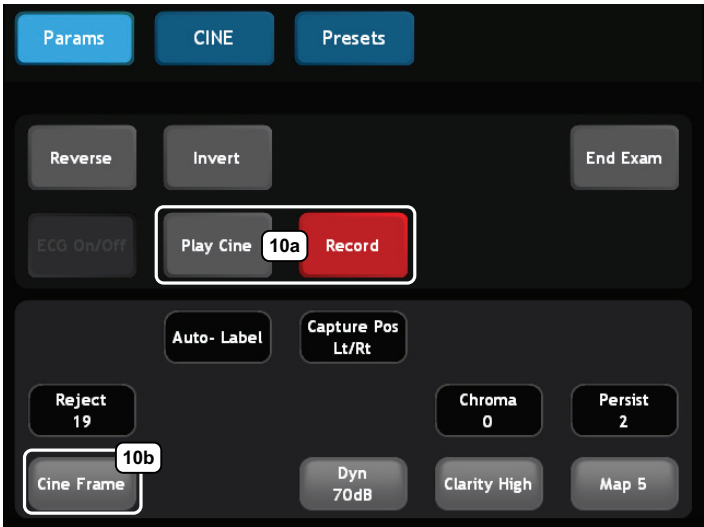 Params CINE Presets
Reverse Invert End Exam
ECG On/Off Play Cine 10a Record
Auto- Label Capture Pos
Lt/Rt
Reject
19
Chroma
0
Persist
2
10b
Cine Frame Dyn
70dB
Clarity High Map 5